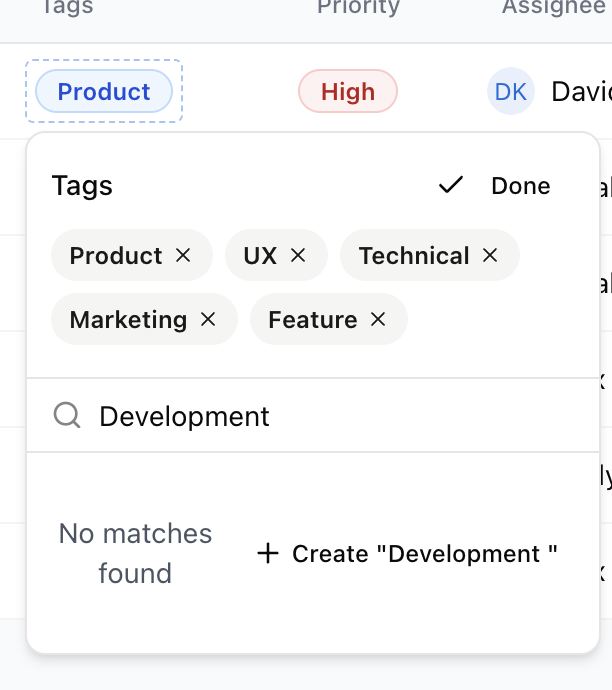 Tags Priority Assignee
Product High DK
Tags Done
Product UX Technical
Marketing Feature
Development
No matches
found
Create "Development "